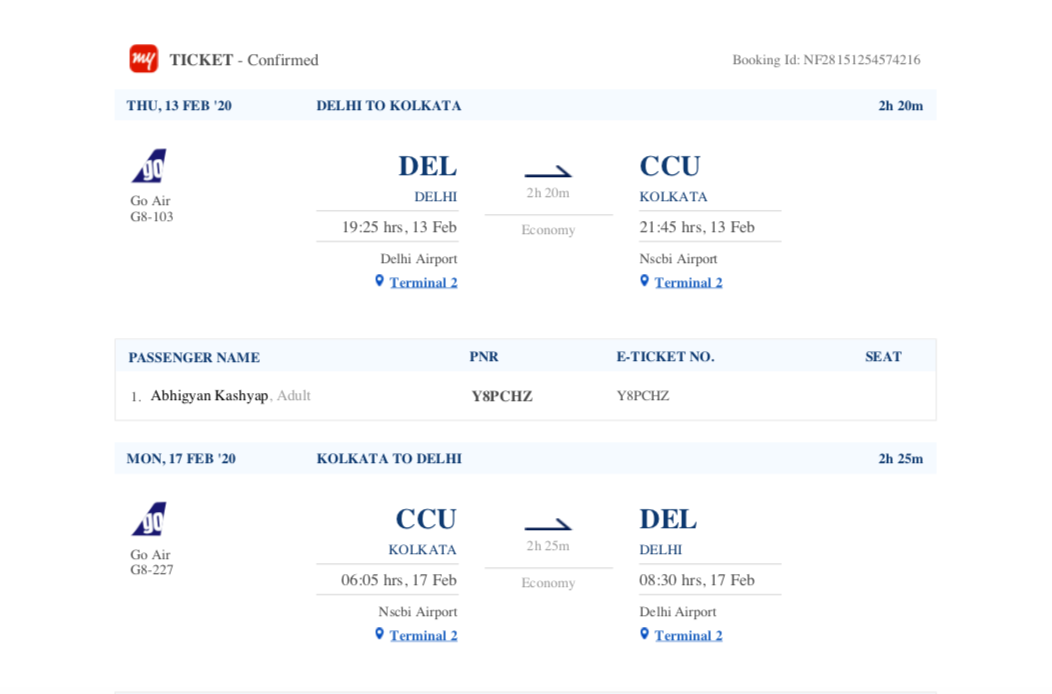 my TICKET - Confirmed Booking Id: NF28151254574216
THU, 13 FEB '20 DELHI TO KOLKATA 2h 20m
go
Go Air
G8-103
DEL
DELHI
19:25 hrs, 13 Feb
Delhi Airport
Terminal 2
2h 20m
Economy
CCU
KOLKATA
21:45 hrs, 13 Feb
Nscbi Airport
Terminal 2
PASSENGER NAME PNR E-TICKET NO. SEAT
1. Abhigyan Kashyap, Adult Y8PCHZ Y8PCHZ
MON, 17 FEB '20 KOLKATA TO DELHI 2h 25m
go
Go Air
G8-227
CCU
KOLKATA
06:05 hrs, 17 Feb
Nscbi Airport
Terminal 2
2h 25m
Economy
DEL
DELHI
08:30 hrs, 17 Feb
Delhi Airport
Terminal 2